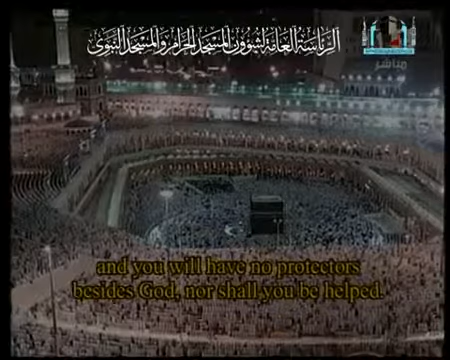 الرئاسة العامة لشؤون المسجد الحرام والمسجد النبوي
مباشر
and you will have no protectors
besides God, nor shall you be helped.